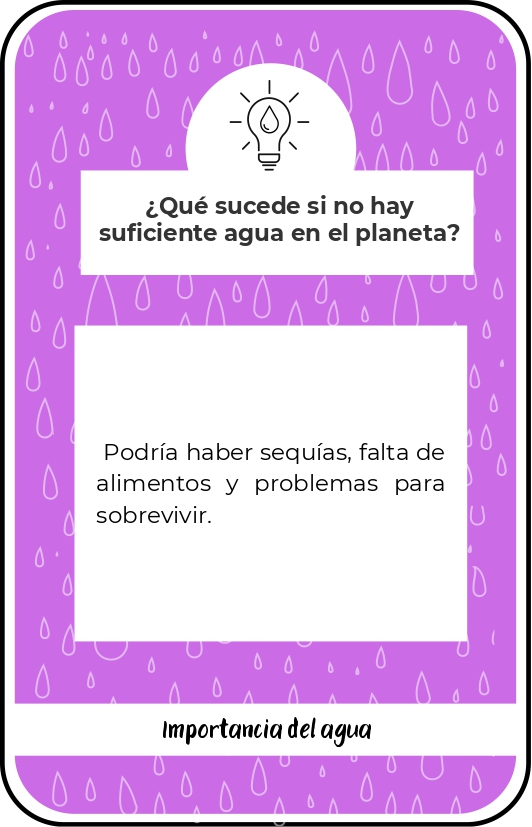 ¿Qué sucede si no hay
suficiente agua en el planeta?
Podría haber sequías, falta de
alimentos y problemas para
sobrevivir.
Importancia del agua